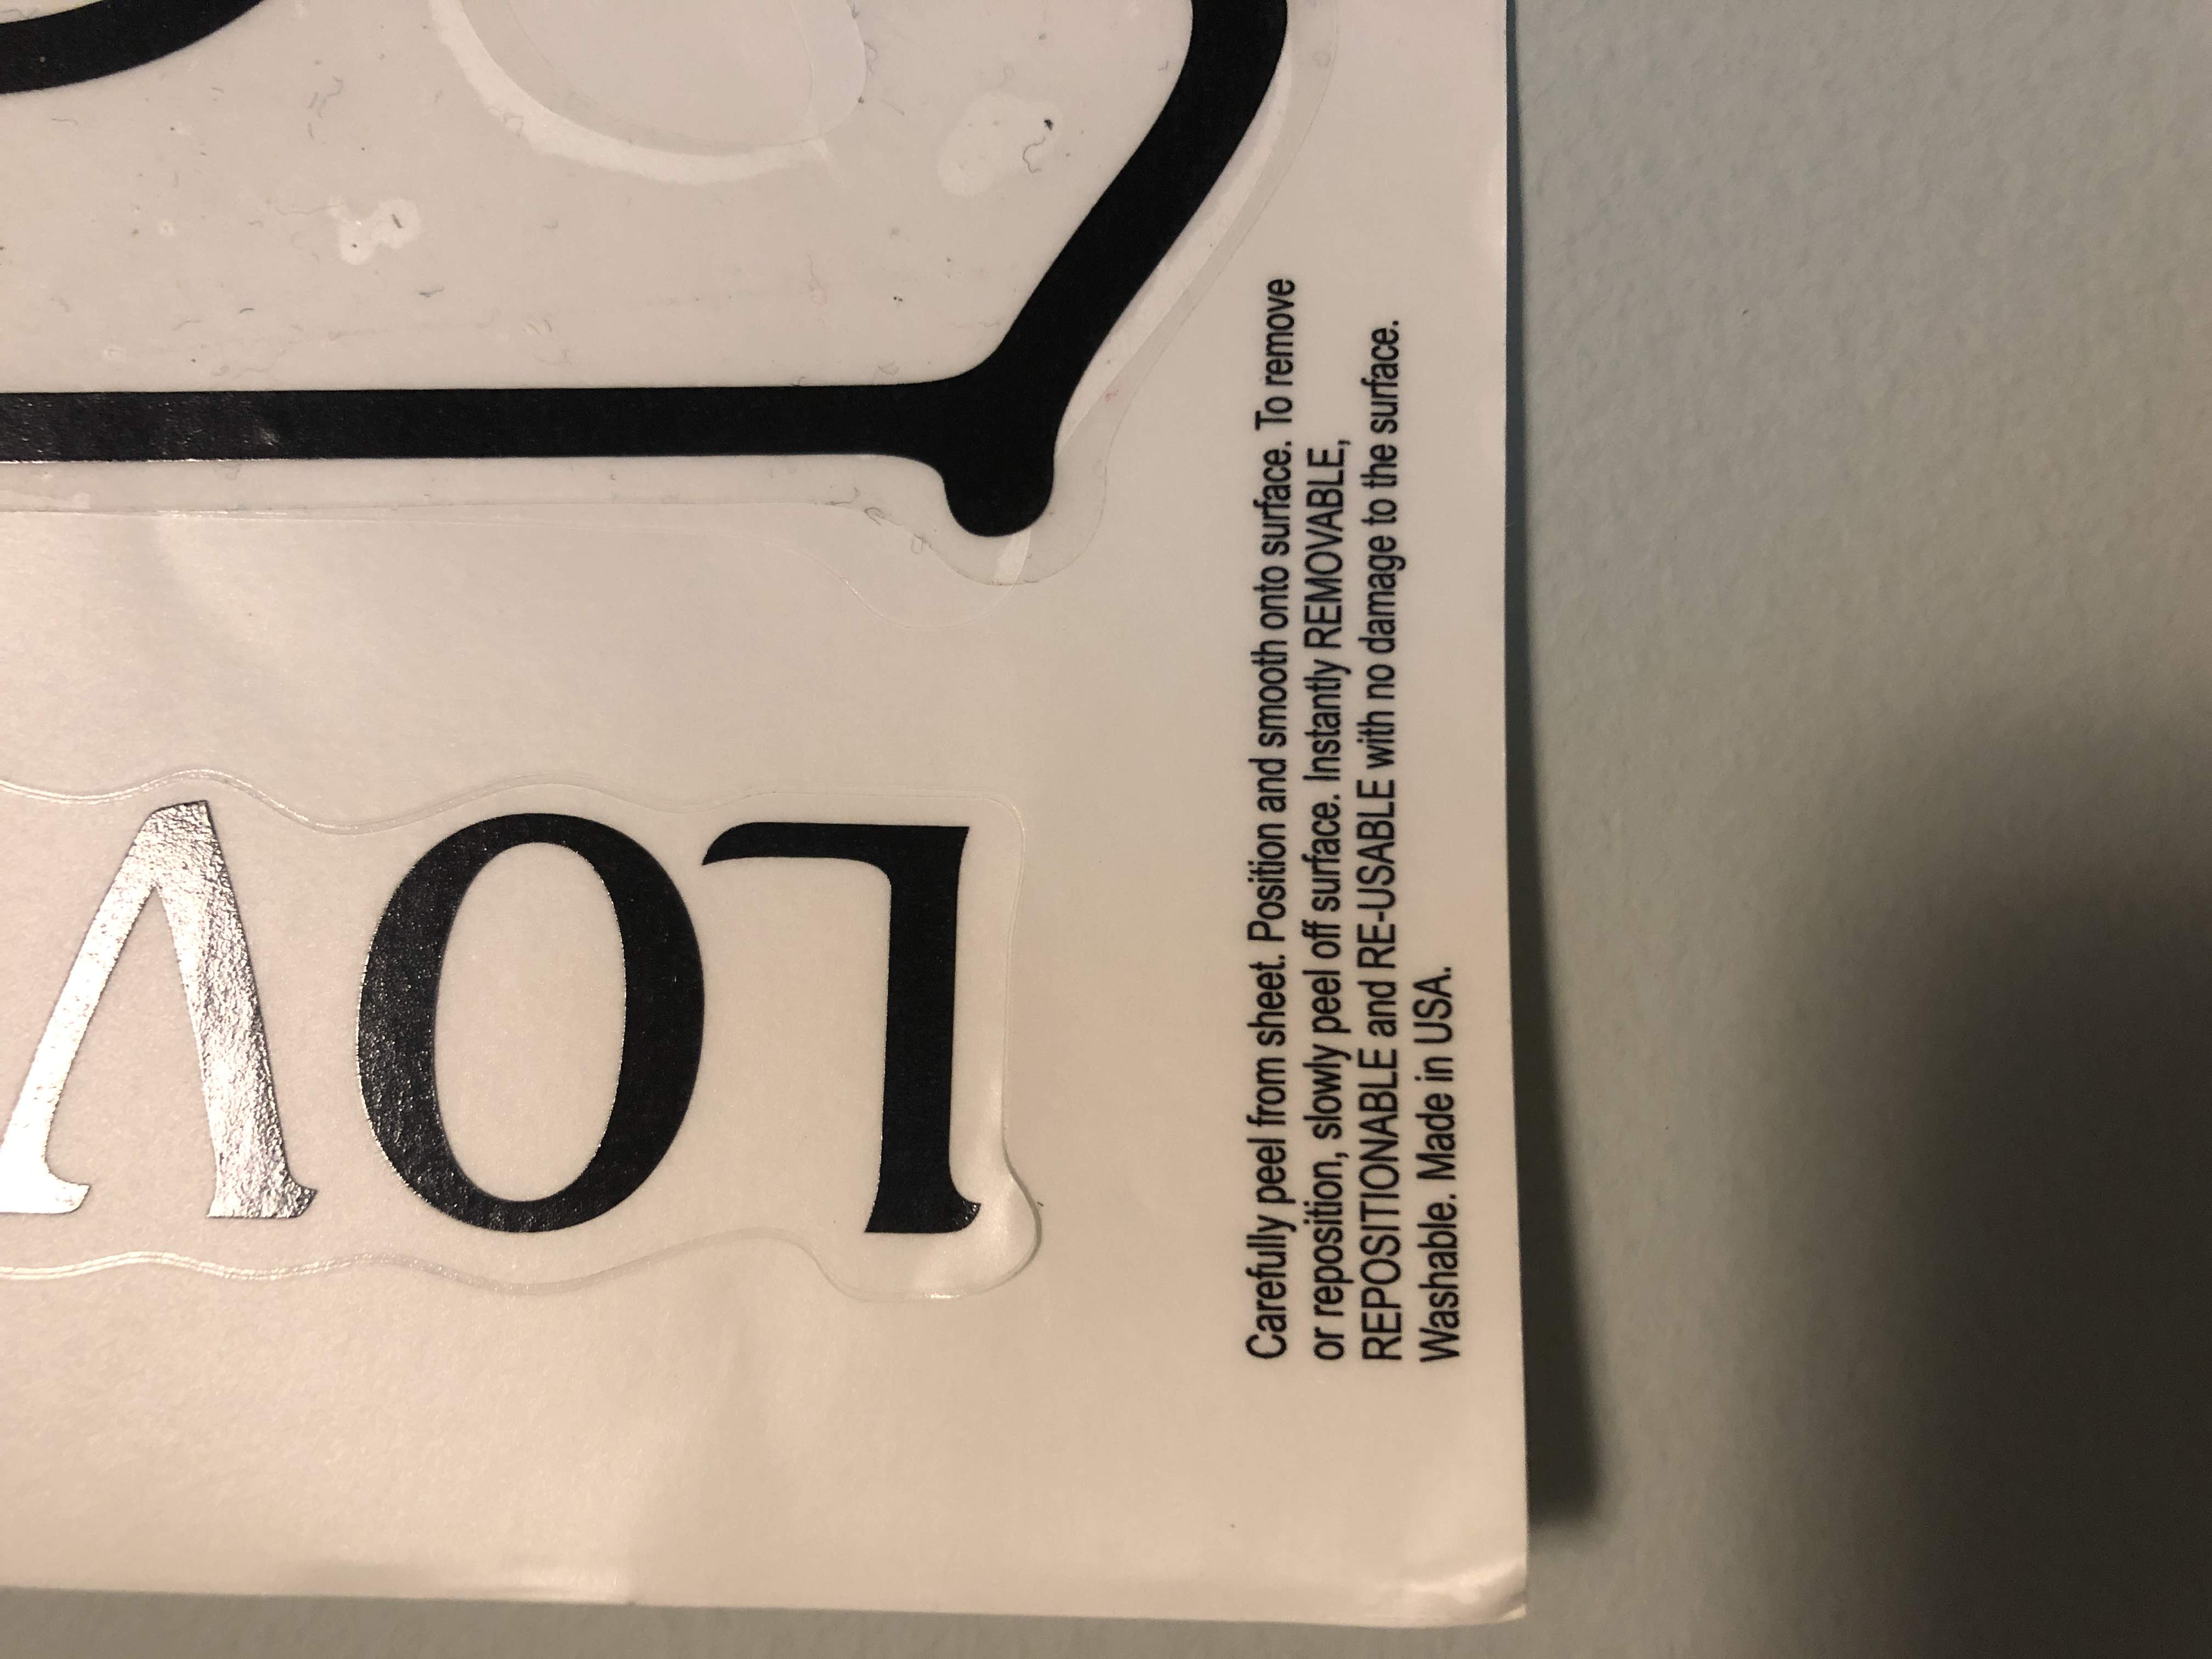 Carefully peel from sheet. Position and smooth onto surface. To remove
or reposition, slowly peel off surface. Instantly REMOVABLE,
REPOSITIONABLE and RE-USABLE with no damage to the surface.
Washable. Made in USA.
LOV